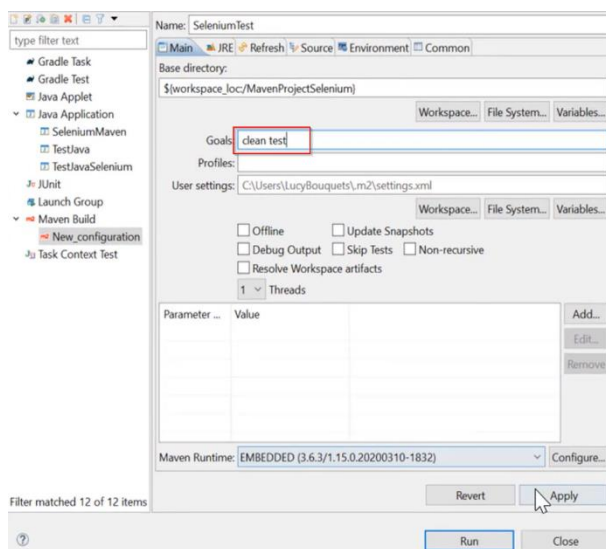 type filter text
Gradle Task
Gradle Test
Java Applet
Java Application
SeleniumMaven
TestJava
TestJavaSelenium
JUnit
Launch Group
Maven Build
New_configuration
Task Context Test
Filter matched 12 of 12 items
Name: SeleniumTest
Main JRE Refresh Source Environment Common
Base directory:
${workspace_loc:/MavenProjectSelenium}
Workspace... File System... Variables...
Goals: clean test
Profiles:
User settings: C:\Users\LucyBouquets\.m2\settings.xml
Workspace... File System... Variables...
Offline Update Snapshots
Debug Output Skip Tests Non-recursive
Resolve Workspace artifacts
1 Threads
Parameter ... Value
Add...
Edit...
Remove
Maven Runtime: EMBEDDED (3.6.3/1.15.0.20200310-1832) Configure...
Revert Apply
Run Close